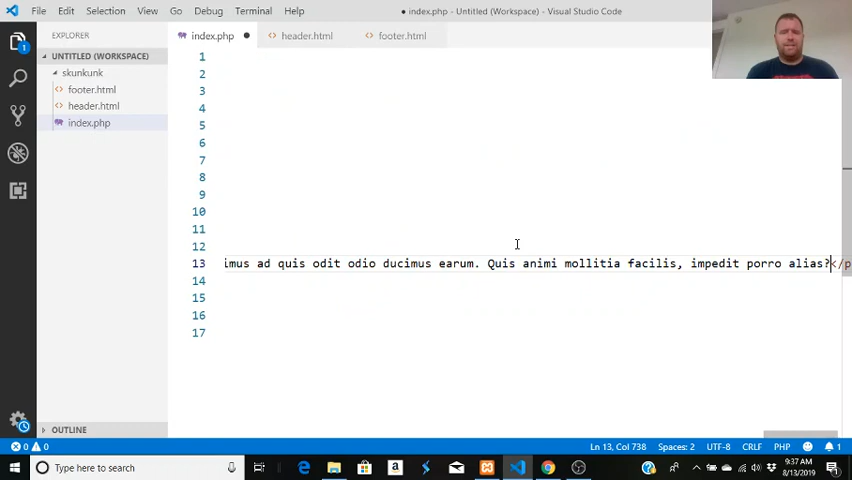 File Edit Selection View Go Debug Terminal Help
● index.php - Untitled (Workspace) - Visual Studio Code
EXPLORER
index.php ●
header.html
footer.html
UNTITLED (WORKSPACE)
skunkunk
footer.html
header.html
index.php
1
2
3
4
5
6
7
8
9
10
11
12
13 imus ad quis odit odio ducimus earum. Quis animi mollitia facilis, impedit porro alias?</p
14
15
16
17
OUTLINE
0 0 Ln 13, Col 738 Spaces: 2 UTF-8 CRLF PHP 1
Type here to search
9:37 AM
8/13/2019